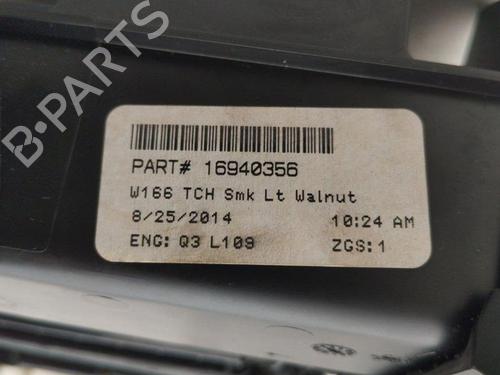 B-PARTS
PART# 16940356
W166 TCH Smk Lt Walnut
8/25/2014 10:24 AM
ENG: Q3 L109 ZGS: 1